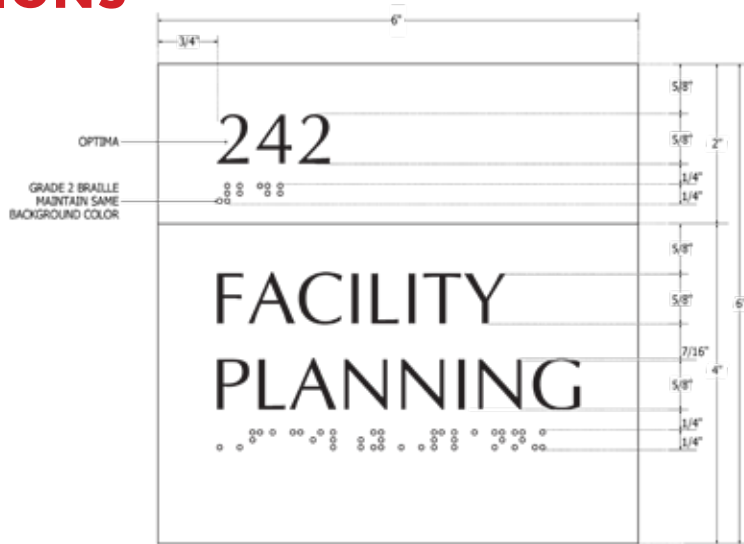 6"
3/4"
5/8"
242
OPTIMA
5/8"
2"
GRADE 2 BRAILLE
MAINTAIN SAME
BACKGROUND COLOR
1/4"
1/4"
5/8"
FACILITY
5/8"
6"
7/16"
PLANNING
5/8"
4"
1/4"
1/4"